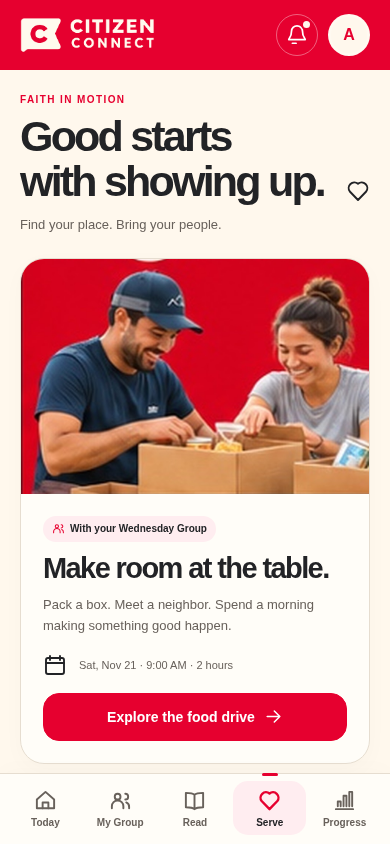 CITIZEN
CONNECT
A
FAITH IN MOTION
Good starts
with showing up.
Find your place. Bring your people.
With your Wednesday Group
Make room at the table.
Pack a box. Meet a neighbor. Spend a morning
making something good happen.
Sat, Nov 21 · 9:00 AM · 2 hours
Explore the food drive
Today
My Group
Read
Serve
Progress